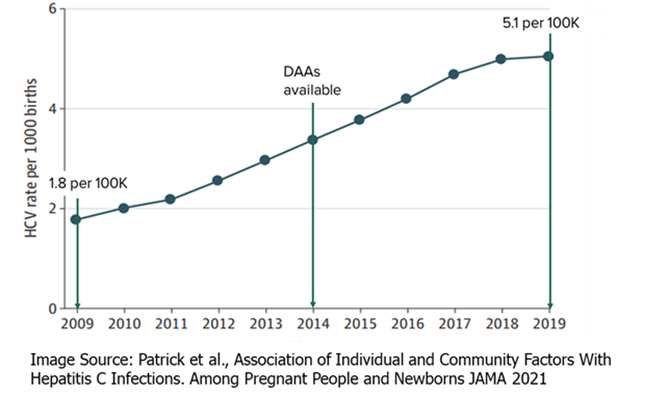 6
5.1 per 100K
DAAs
available
4
HCV rate per 1000 births
1.8 per 100K
2
0
2009 2010 2011 2012 2013 2014 2015 2016 2017 2018 2019
Image Source: Patrick et al., Association of Individual and Community Factors With
Hepatitis C Infections. Among Pregnant People and Newborns JAMA 2021